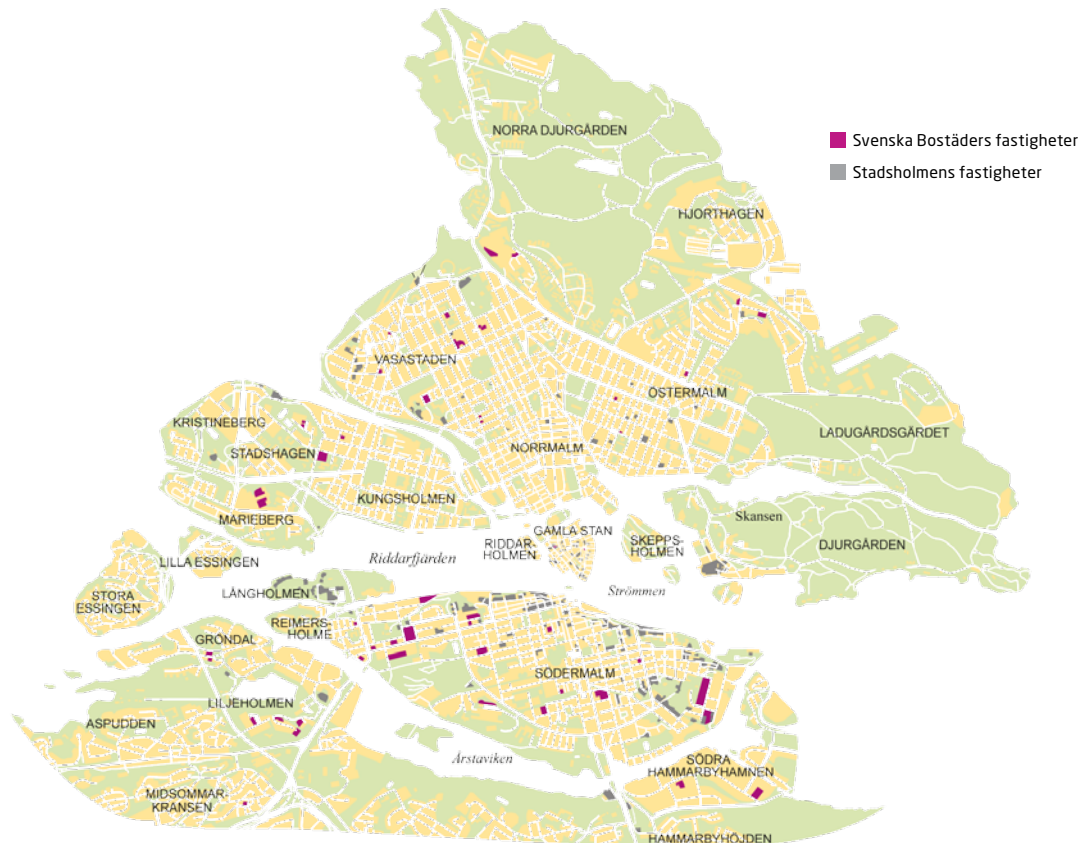 NORRA DJURGÅRDEN
Svenska Bostäders fastigheter
Stadsholmens fastigheter
HJORTHAGEN
VASASTADEN
ÖSTERMALM
KRISTINEBERG
LADUGÅRDSGÄRDET
STADSHAGEN
NORRMALM
KUNGSHOLMEN
MARIEBERG
Skansen
GAMLA STAN
RIDDAR-
HOLMEN
SKEPPS-
HOLMEN
DJURGÅRDEN
LILLA ESSINGEN
Riddarfjärden
STORA
ESSINGEN
LÅNGHOLMEN
Strömmen
REIMERS-
HOLME
GRÖNDAL
SÖDERMALM
LILJEHOLMEN
ASPUDDEN
Årstaviken
SÖDRA
HAMMARBYHAMNEN
MIDSOMMAR-
KRANSEN
HAMMARBYHÖJDEN